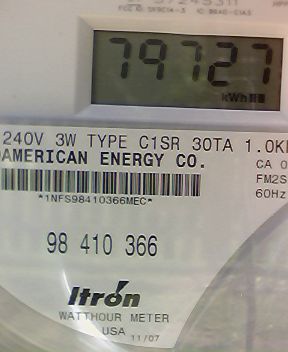 79727
kWh
240V 3W TYPE C1SR 30TA 1.0K
AMERICAN ENERGY CO.
CA 0
FM2S
60Hz
*1NFS98410366MEC*
98 410 366
Itrón
WATTHOUR METER
USA 11/07